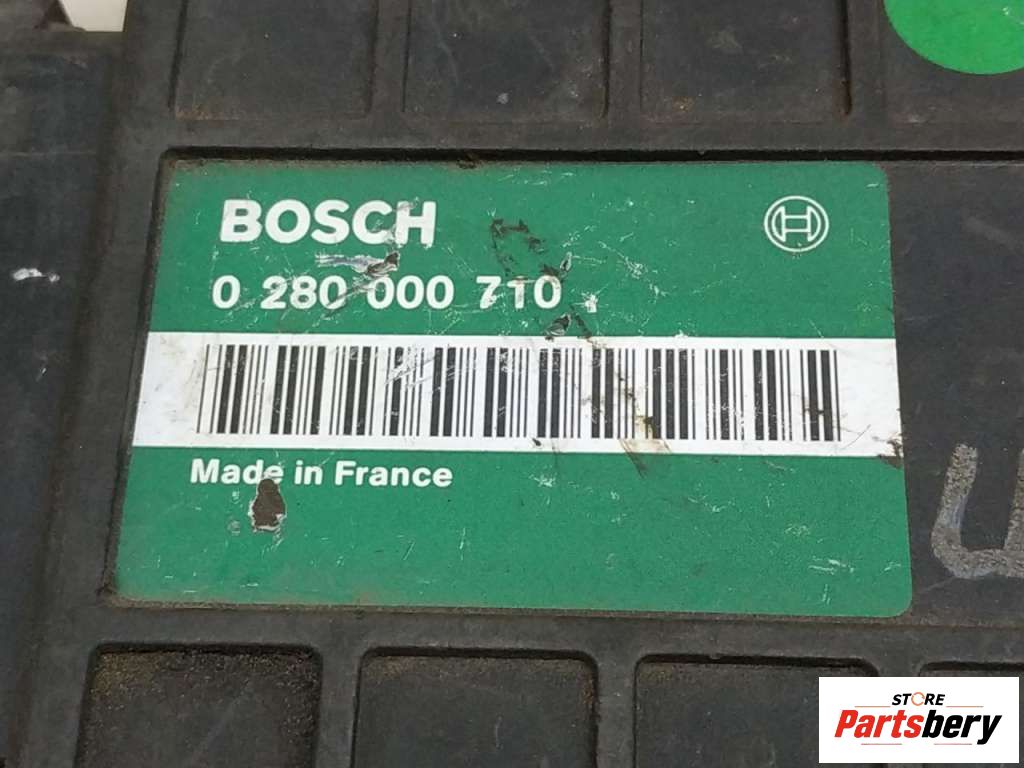 BOSCH
0 280 000 710
Made in France
STORE
Partsbery